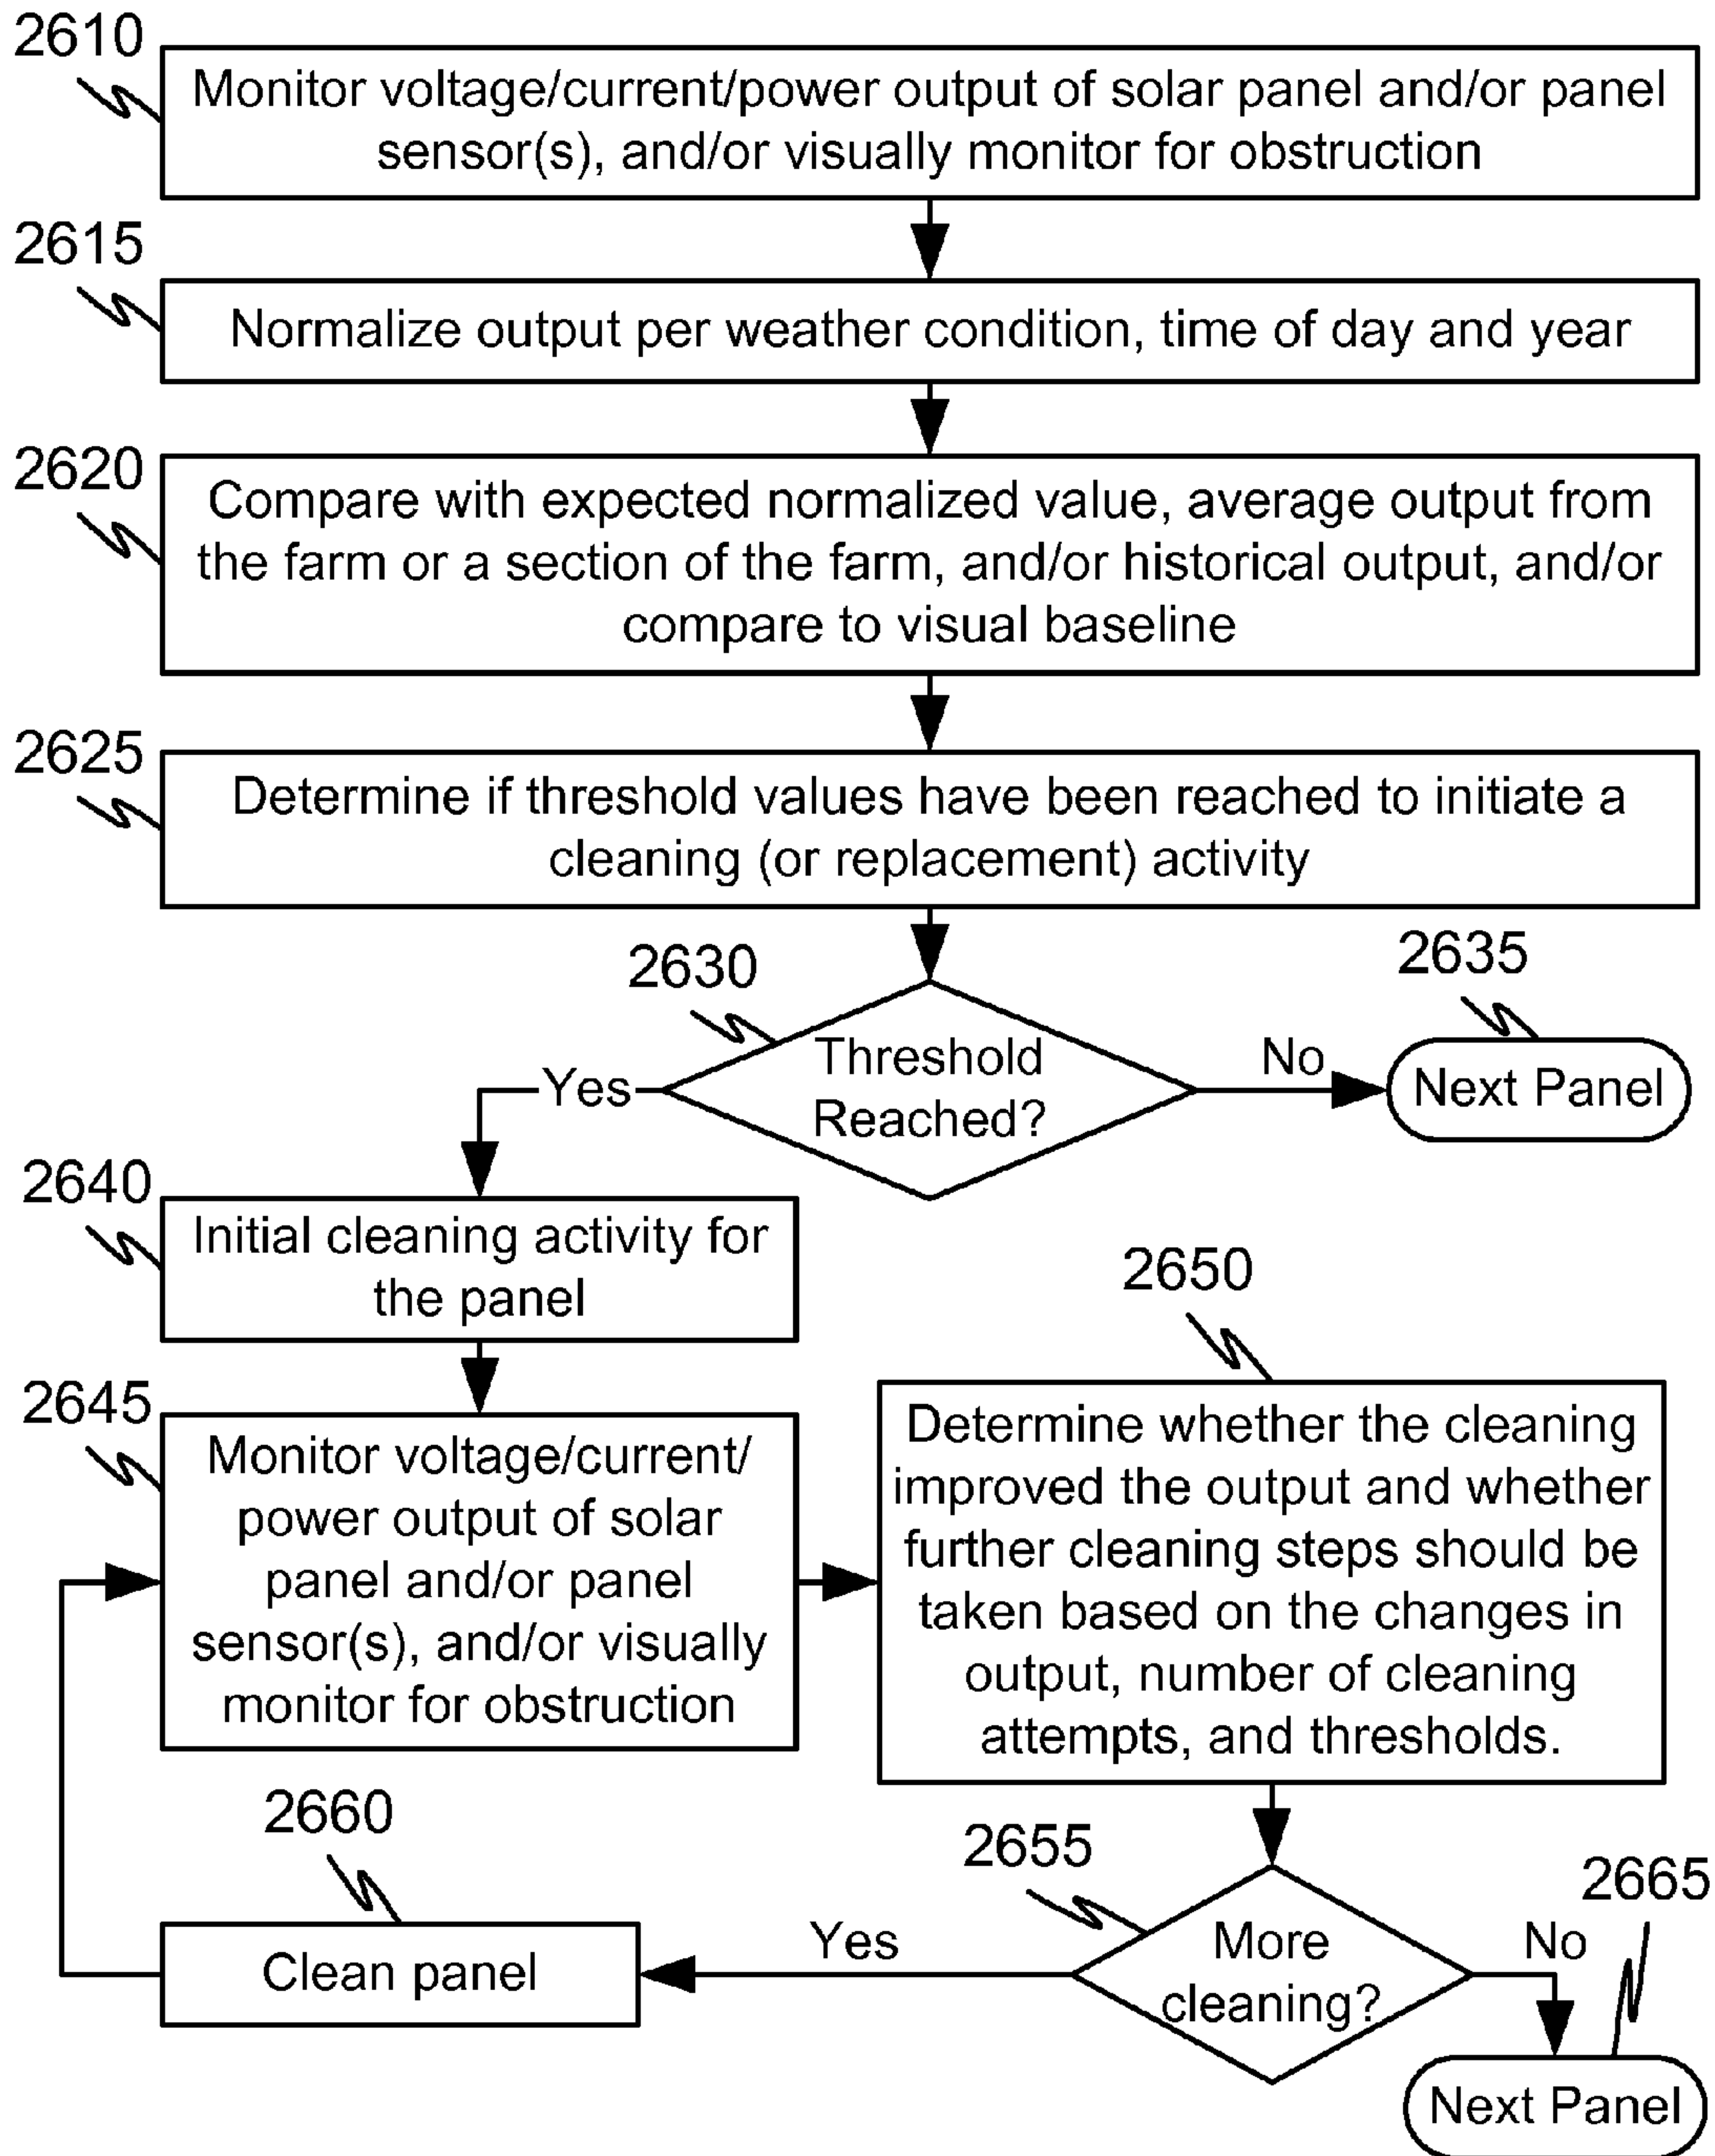 2610
Monitor voltage/current/power output of solar panel and/or panel
sensor(s), and/or visually monitor for obstruction
2615
Normalize output per weather condition, time of day and year
2620
Compare with expected normalized value, average output from
the farm or a section of the farm, and/or historical output, and/or
compare to visual baseline
2625
Determine if threshold values have been reached to initiate a
cleaning (or replacement) activity
2630
Threshold
Reached?
Yes
No
2635
Next Panel
2640
Initial cleaning activity for
the panel
2645
Monitor voltage/current/
power output of solar
panel and/or panel
sensor(s), and/or visually
monitor for obstruction
2650
Determine whether the cleaning
improved the output and whether
further cleaning steps should be
taken based on the changes in
output, number of cleaning
attempts, and thresholds.
2655
More
cleaning?
Yes
No
2660
Clean panel
2665
Next Panel